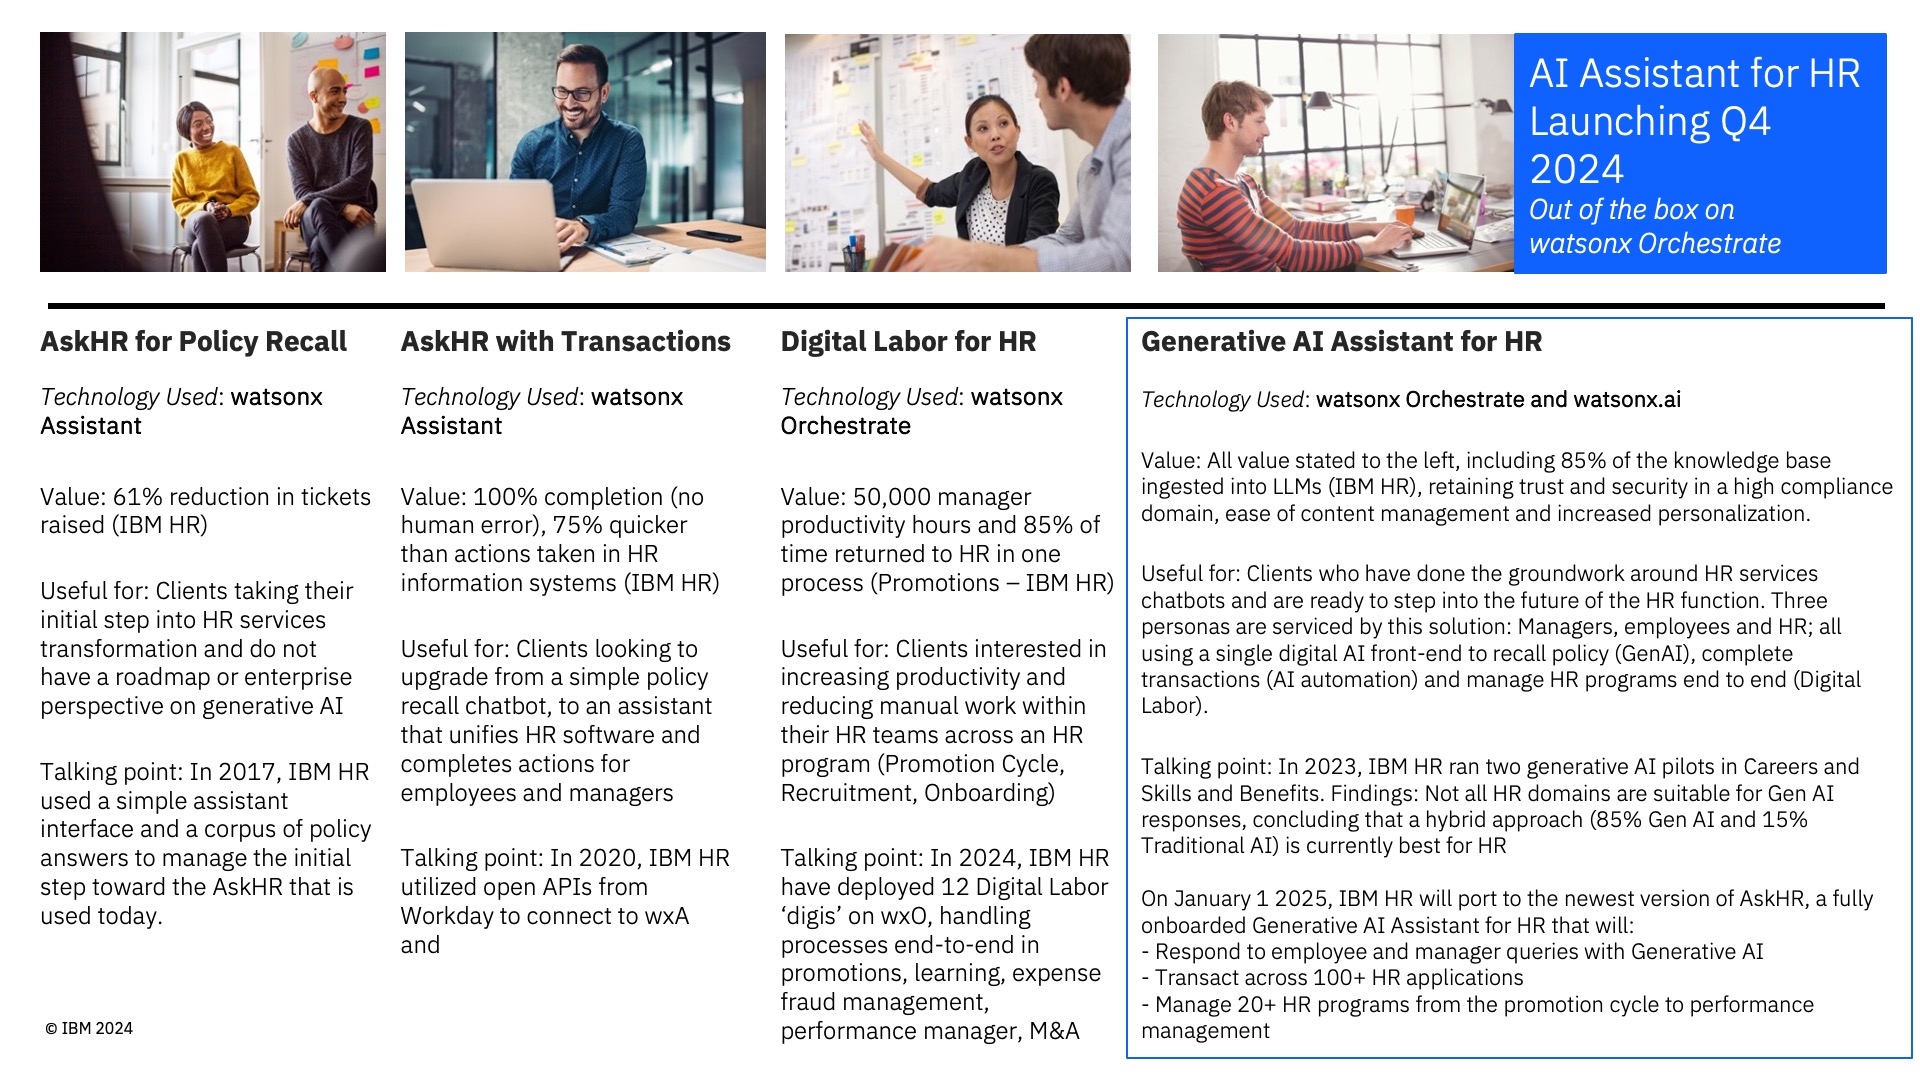 AI Assistant for HR
Launching Q4
2024
Out of the box on
watsonx Orchestrate
AskHR for Policy Recall
Technology Used: watsonx
Assistant
Value: 61% reduction in tickets
raised (IBM HR)
Useful for: Clients taking their
initial step into HR services
transformation and do not
have a roadmap or enterprise
perspective on generative AI
Talking point: In 2017, IBM HR
used a simple assistant
interface and a corpus of policy
answers to manage the initial
step toward the AskHR that is
used today.
AskHR with Transactions
Technology Used: watsonx
Assistant
Value: 100% completion (no
human error), 75% quicker
than actions taken in HR
information systems (IBM HR)
Useful for: Clients looking to
upgrade from a simple policy
recall chatbot, to an assistant
that unifies HR software and
completes actions for
employees and managers
Talking point: In 2020, IBM HR
utilized open APIs from
Workday to connect to wxA
and
Digital Labor for HR
Technology Used: watsonx
Orchestrate
Value: 50,000 manager
productivity hours and 85% of
time returned to HR in one
process (Promotions – IBM HR)
Useful for: Clients interested in
increasing productivity and
reducing manual work within
their HR teams across an HR
program (Promotion Cycle,
Recruitment, Onboarding)
Talking point: In 2024, IBM HR
have deployed 12 Digital Labor
‘digis’ on wxO, handling
processes end-to-end in
promotions, learning, expense
fraud management,
performance manager, M&A
Generative AI Assistant for HR
Technology Used: watsonx Orchestrate and watsonx.ai
Value: All value stated to the left, including 85% of the knowledge base
ingested into LLMs (IBM HR), retaining trust and security in a high compliance
domain, ease of content management and increased personalization.
Useful for: Clients who have done the groundwork around HR services
chatbots and are ready to step into the future of the HR function. Three
personas are serviced by this solution: Managers, employees and HR; all
using a single digital AI front-end to recall policy (GenAI), complete
transactions (AI automation) and manage HR programs end to end (Digital
Labor).
Talking point: In 2023, IBM HR ran two generative AI pilots in Careers and
Skills and Benefits. Findings: Not all HR domains are suitable for Gen AI
responses, concluding that a hybrid approach (85% Gen AI and 15%
Traditional AI) is currently best for HR
On January 1 2025, IBM HR will port to the newest version of AskHR, a fully
onboarded Generative AI Assistant for HR that will:
- Respond to employee and manager queries with Generative AI
- Transact across 100+ HR applications
- Manage 20+ HR programs from the promotion cycle to performance
management
© IBM 2024